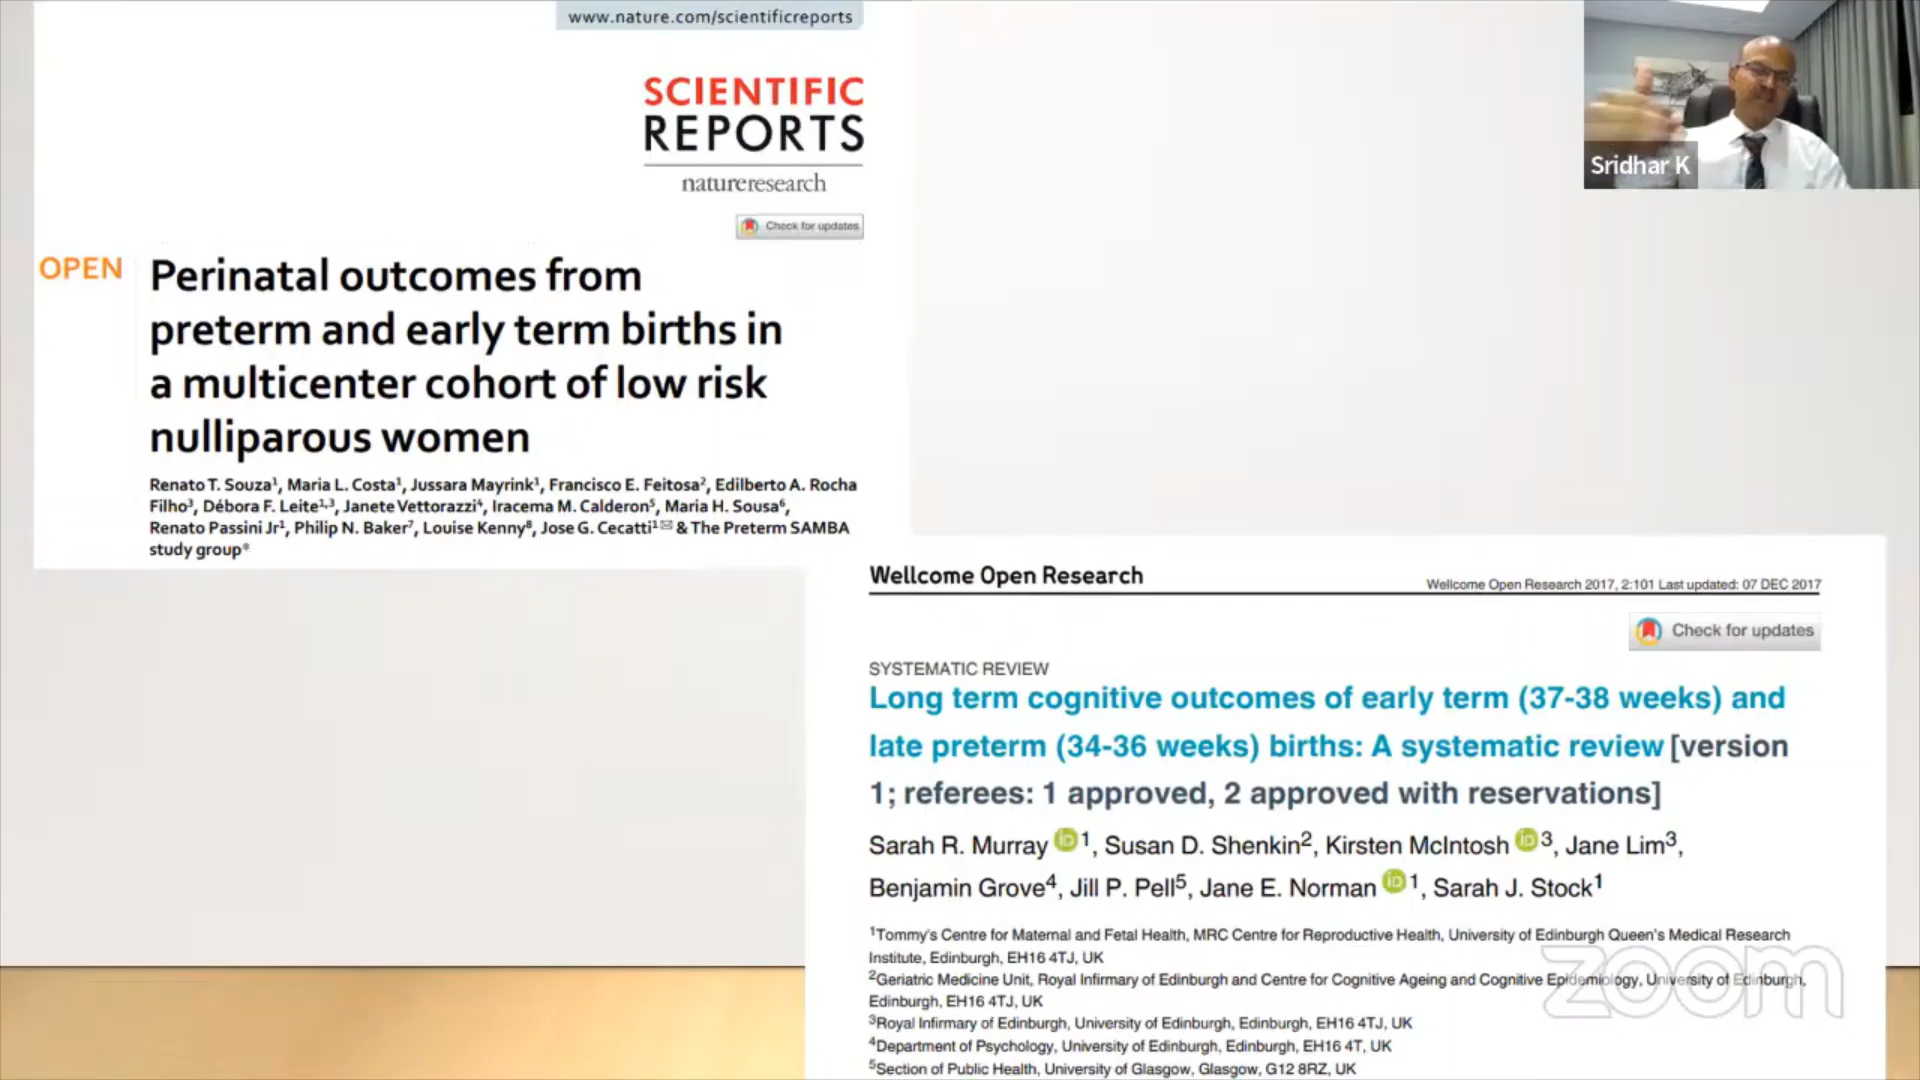 www.nature.com/scientificreports
SCIENTIFIC
REPORTS
natureresearch
Check for updates
OPEN
Perinatal outcomes from
preterm and early term births in
a multicenter cohort of low risk
nulliparous women
Renato T. Souza¹, Maria L. Costa¹, Jussara Mayrink¹, Francisco E. Feitosa², Edilberto A. Rocha
Filho³, Débora F. Leite¹,³, Janete Vettorazzi⁴, Iracema M. Calderon⁵, Maria H. Sousa⁶,
Renato Passini Jr¹, Philip N. Baker⁷, Louise Kenny⁸, Jose G. Cecatti¹✉ & The Preterm SAMBA
study group*
Sridhar K
Wellcome Open Research
Wellcome Open Research 2017, 2:101 Last updated: 07 DEC 2017
Check for updates
SYSTEMATIC REVIEW
Long term cognitive outcomes of early term (37-38 weeks) and
late preterm (34-36 weeks) births: A systematic review [version
1; referees: 1 approved, 2 approved with reservations]
Sarah R. Murray iD 1, Susan D. Shenkin2, Kirsten McIntosh iD 3, Jane Lim3,
Benjamin Grove4, Jill P. Pell5, Jane E. Norman iD 1, Sarah J. Stock1
1Tommy's Centre for Maternal and Fetal Health, MRC Centre for Reproductive Health, University of Edinburgh Queen's Medical Research
Institute, Edinburgh, EH16 4TJ, UK
2Geriatric Medicine Unit, Royal Infirmary of Edinburgh and Centre for Cognitive Ageing and Cognitive Epidemiology, University of Edinburgh,
Edinburgh, EH16 4TJ, UK
3Royal Infirmary of Edinburgh, University of Edinburgh, Edinburgh, EH16 4TJ, UK
4Department of Psychology, University of Edinburgh, Edinburgh, EH16 4T, UK
5Section of Public Health, University of Glasgow, Glasgow, G12 8RZ, UK
zoom